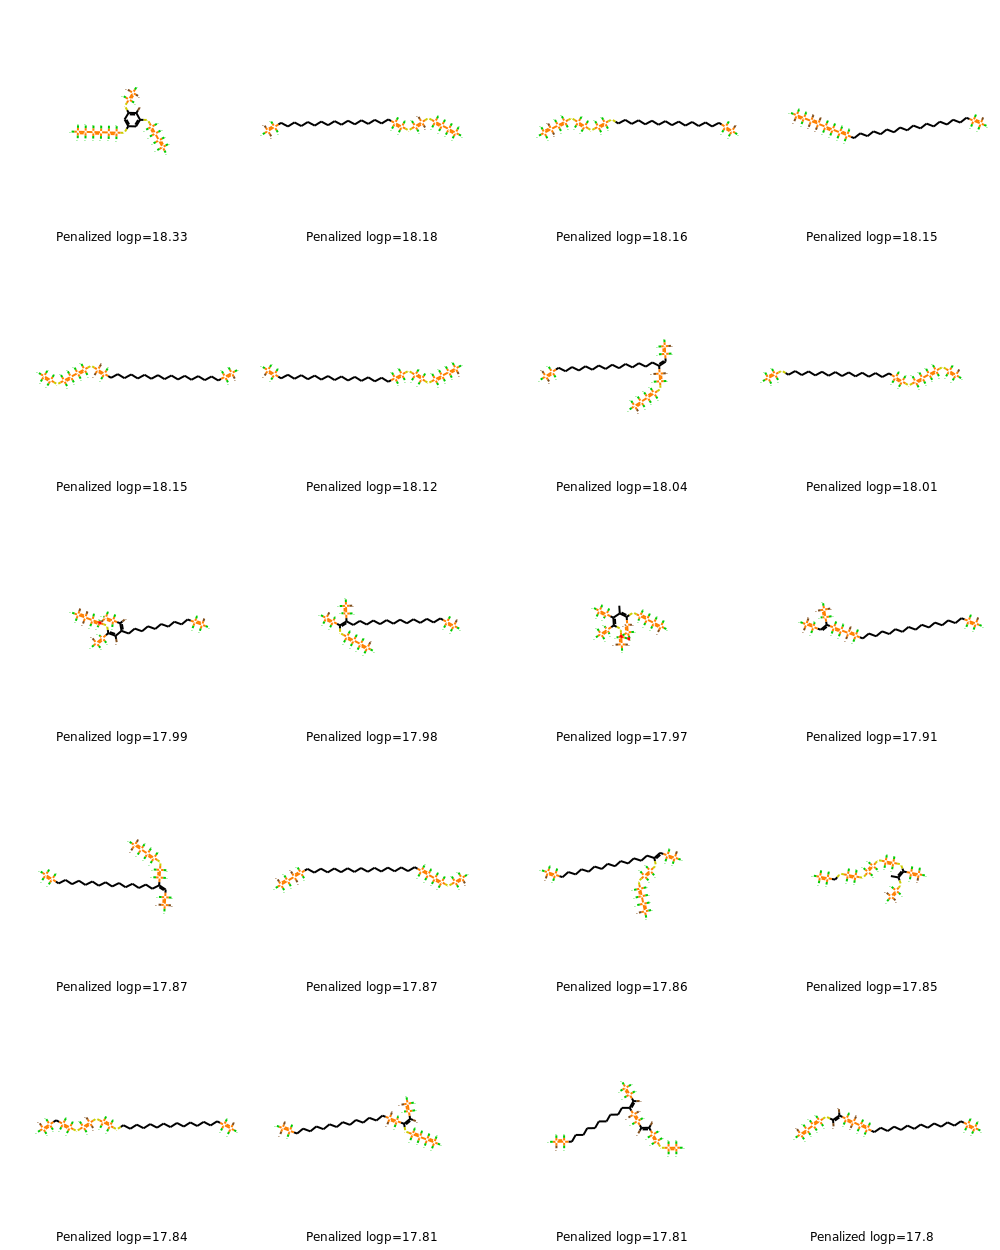 Penalized logp=18.33
Penalized logp=18.18
Penalized logp=18.16
Penalized logp=18.15
Penalized logp=18.15
Penalized logp=18.12
Penalized logp=18.04
Penalized logp=18.01
Penalized logp=17.99
Penalized logp=17.98
Penalized logp=17.97
Penalized logp=17.91
Penalized logp=17.87
Penalized logp=17.87
Penalized logp=17.86
Penalized logp=17.85
Penalized logp=17.84
Penalized logp=17.81
Penalized logp=17.81
Penalized logp=17.8